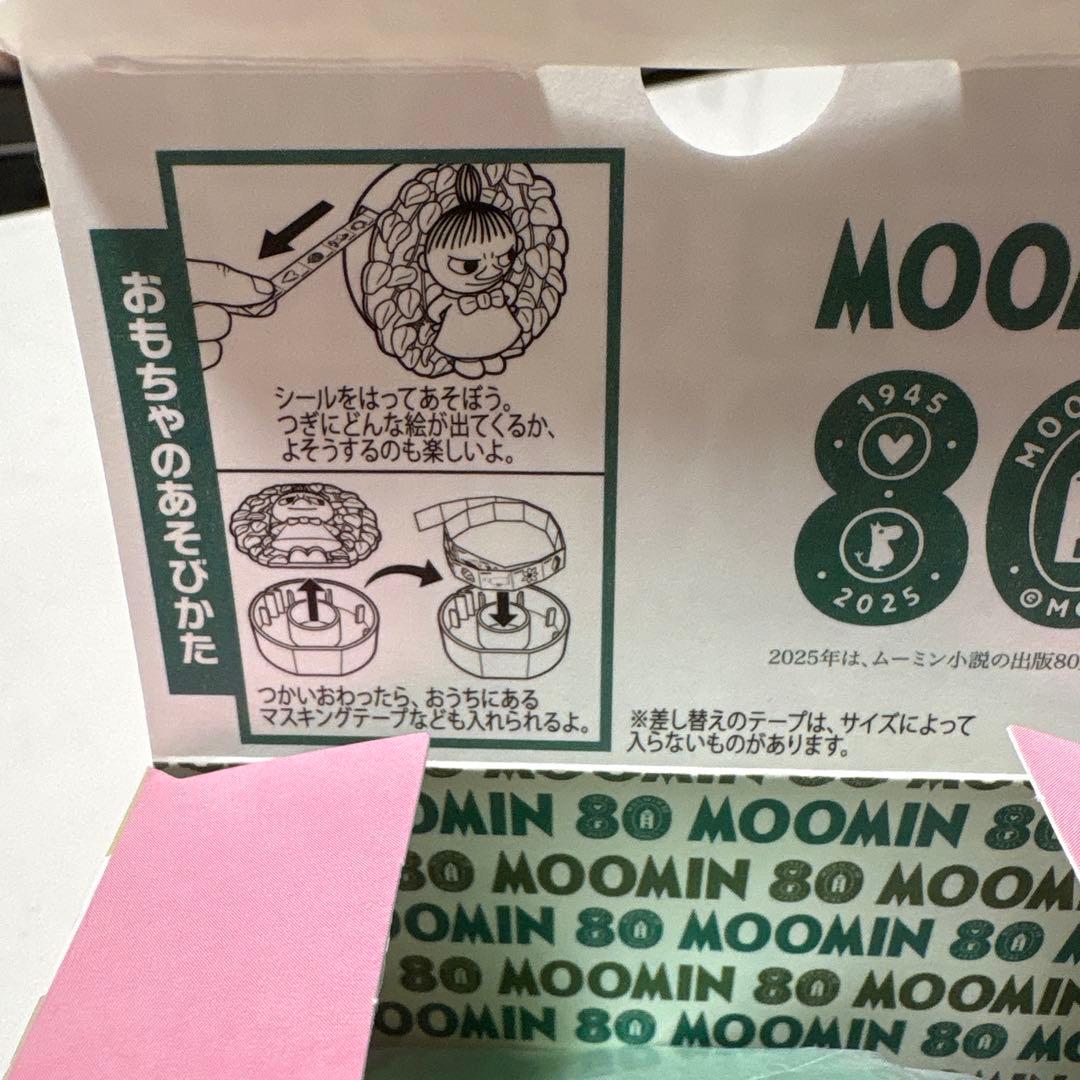 おもちゃのあそびかた
シールをはってあそぼう。
つぎにどんな絵が出てくるか、
よそうするのも楽しいよ。
つかいおわったら、おうちにある
マスキングテープなども入れられるよ。
1945
2025
2025年は、ムーミン小説の出版80
※差し替えのテープは、サイズによって
入らないものがあります。
MOOMIN 80
80 MOOMIN 80
80 MOOMIN 80
80 MOOMIN 80 MOOMIN
80 MOOMIN 80